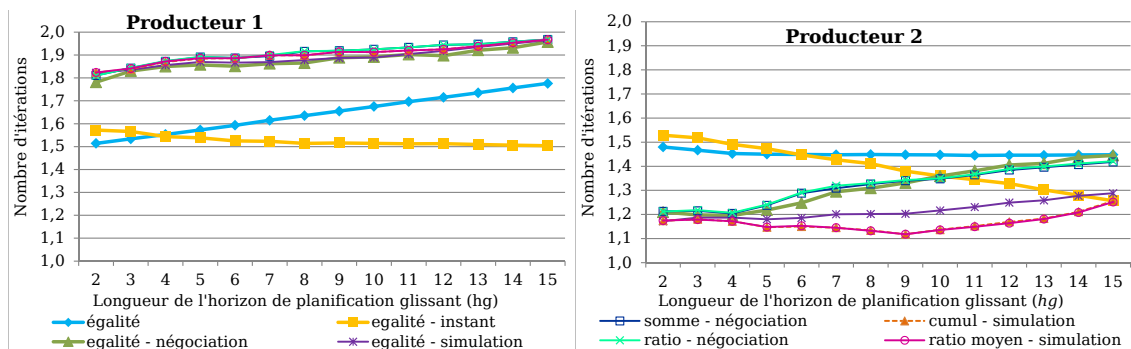 Producteur 1
Nombre d'itérations
2,0
1,9
1,8
1,7
1,6
1,5
1,4
1,3
1,2
1,1
1,0
2 3 4 5 6 7 8 9 10 11 12 13 14 15
Longueur de l'horizon de planification glissant (hg)
égalité
egalité - instant
egalité - négociation
egalité - simulation
Producteur 2
Nombre d'itérations
2,0
1,9
1,8
1,7
1,6
1,5
1,4
1,3
1,2
1,1
1,0
2 3 4 5 6 7 8 9 10 11 12 13 14 15
Longueur de l'horizon de planification glissant (hg)
somme - négociation
cumul - simulation
ratio - négociation
ratio moyen - simulation